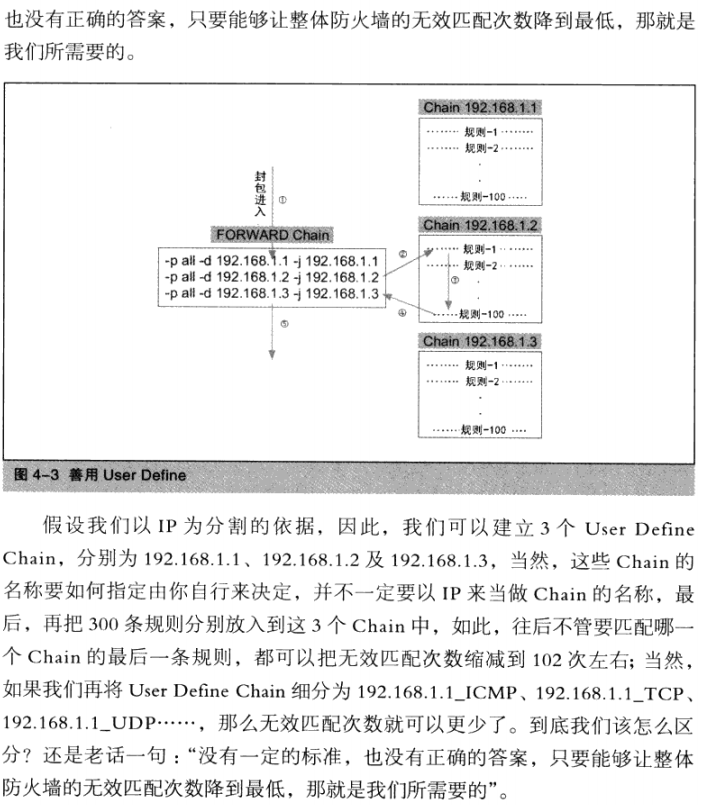 也没有正确的答案，只要能够让整体防火墙的无效匹配次数降到最低，那就是
我们所需要的。
Chain 192.168.1.1
········ 规则-1 ········
········ 规则-2 ········
······ 规则-100 ······
封包进入
①
FORWARD Chain
-p all -d 192.168.1.1 -j 192.168.1.1
-p all -d 192.168.1.2 -j 192.168.1.2
-p all -d 192.168.1.3 -j 192.168.1.3
②
Chain 192.168.1.2
········ 规则-1 ········
········ 规则-2 ········
③
······ 规则-100 ·····
④
⑤
Chain 192.168.1.3
········ 规则-1 ········
········ 规则-2 ········
······· 规则-100 ····
图 4-3 善用 User Define
假设我们以 IP 为分割的依据，因此，我们可以建立 3 个 User Define
Chain，分别为 192.168.1.1、192.168.1.2 及 192.168.1.3，当然，这些 Chain 的
名称要如何指定由你自行来决定，并不一定要以 IP 来当做 Chain 的名称，最
后，再把 300 条规则分别放入到这 3 个 Chain 中，如此，往后不管要匹配哪一
个 Chain 的最后一条规则，都可以把无效匹配次数缩减到 102 次左右；当然，
如果我们再将 User Define Chain 细分为 192.168.1.1_ICMP、192.168.1.1_TCP、
192.168.1.1_UDP……，那么无效匹配次数就可以更少了。到底我们该怎么区
分？还是老话一句：“没有一定的标准，也没有正确的答案，只要能够让整体
防火墙的无效匹配次数降到最低，那就是我们所需要的”。